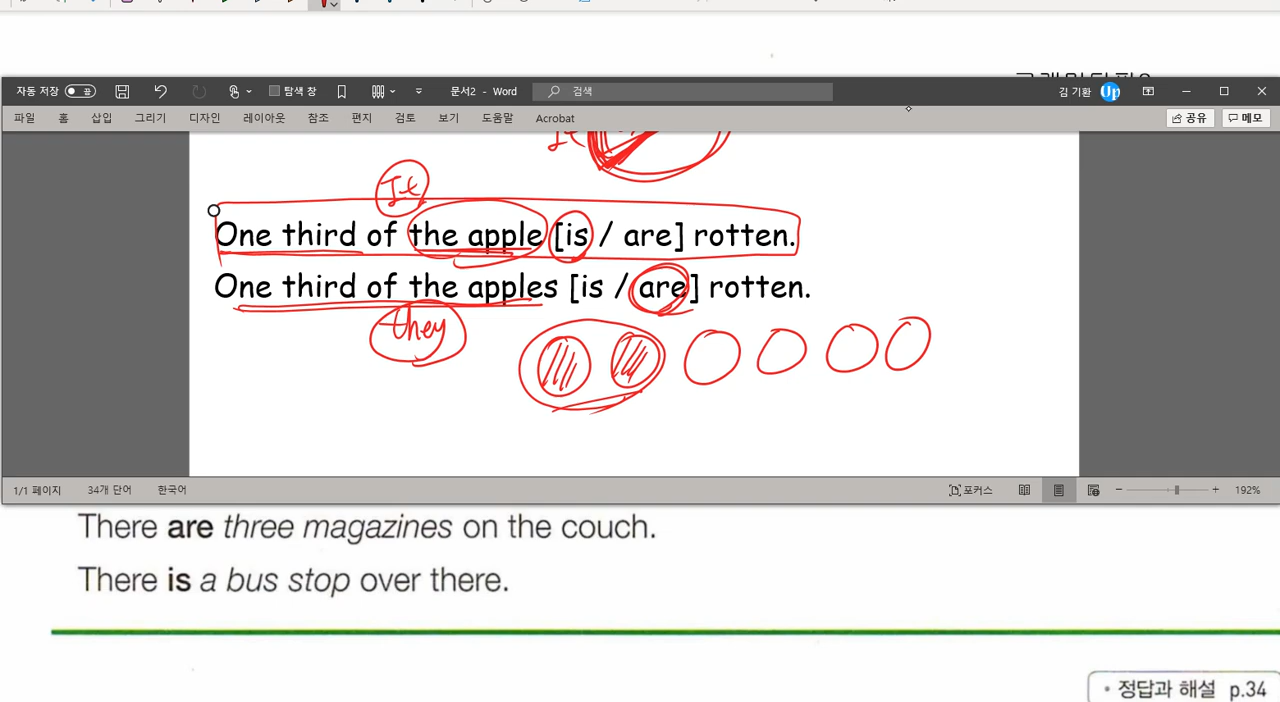 자동 저장 끔 탐색 창 문서2 - Word 검색 김 기환 Up
파일 홈 삽입 그리기 디자인 레이아웃 참조 편지 검토 보기 도움말 Acrobat 공유 메모
It
It
One third of the apple [is / are] rotten.
One third of the apples [is / are] rotten.
they
1/1 페이지 34개 단어 한국어 포커스 192%
There are three magazines on the couch.
There is a bus stop over there.
• 정답과 해설 p.34